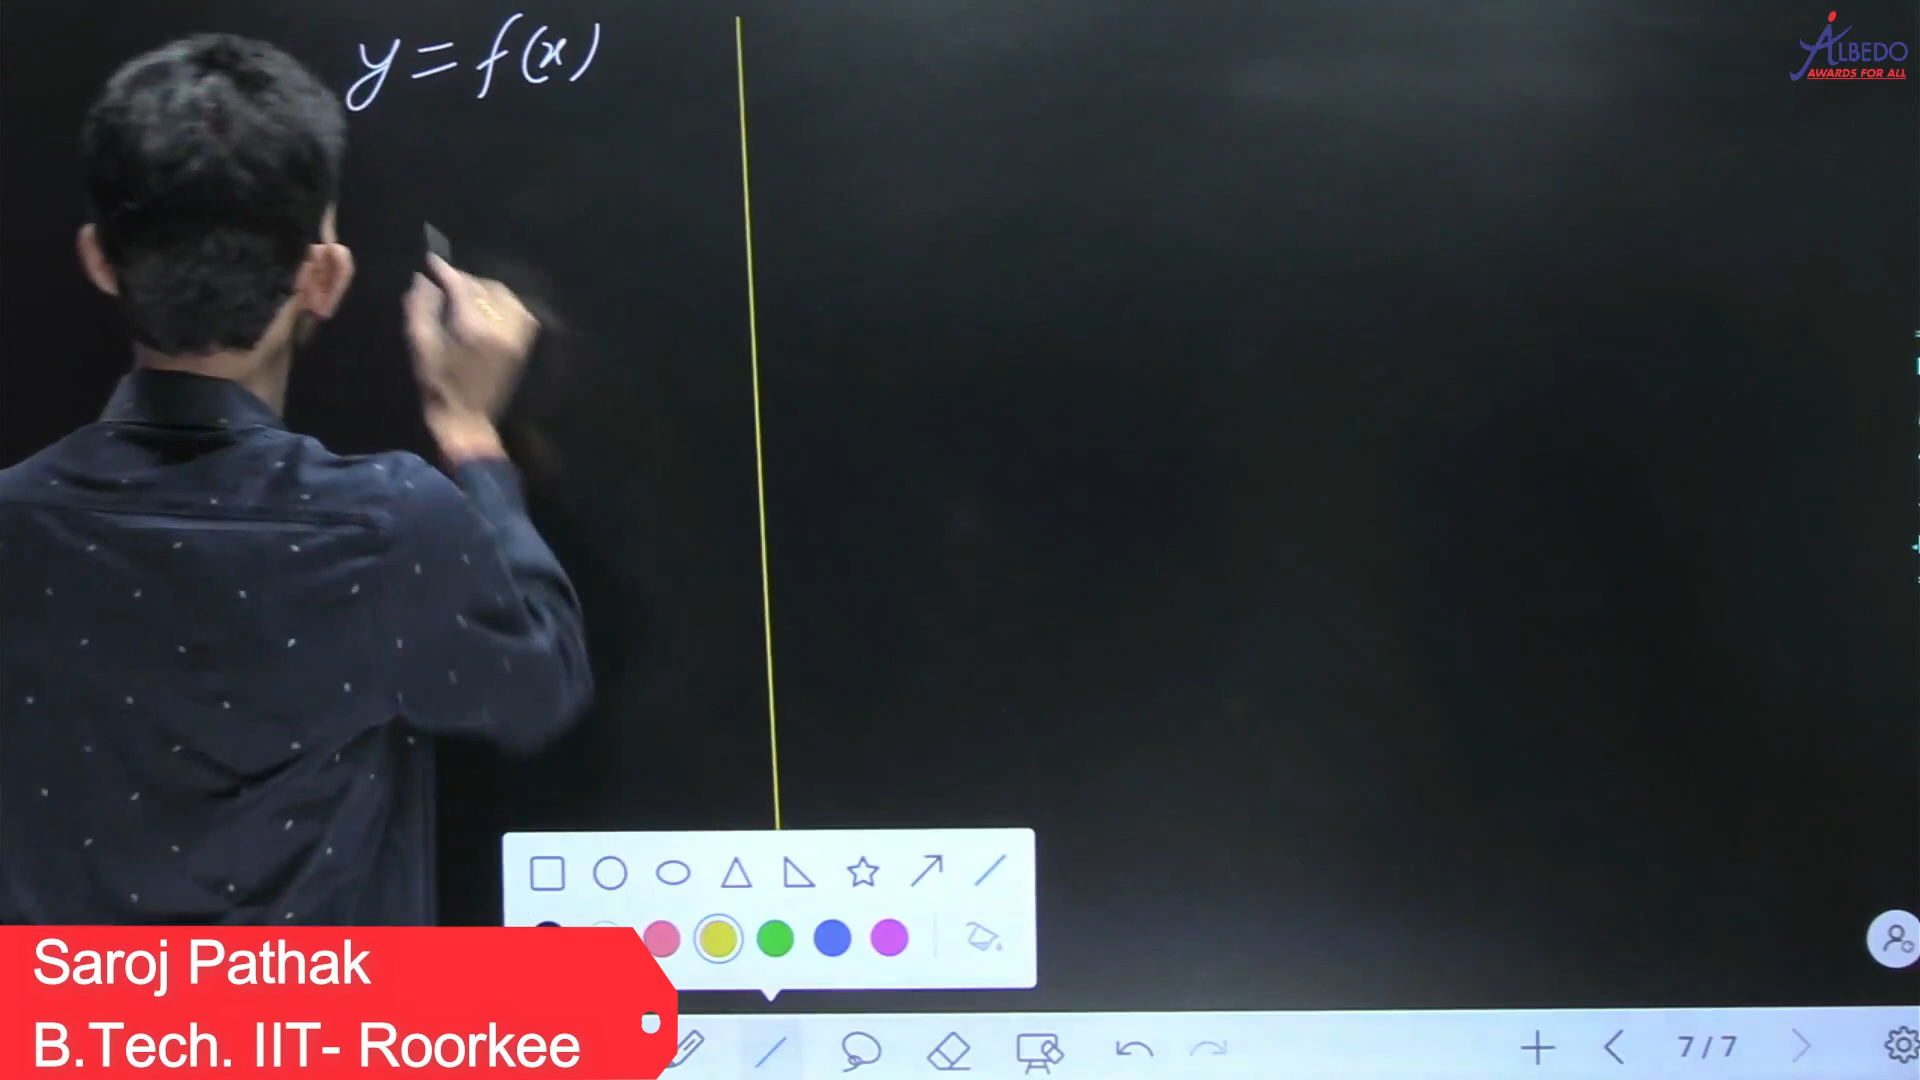 y = f(x)
ALBEDO
AWARDS FOR ALL
Saroj Pathak
B.Tech. IIT- Roorkee
7/7